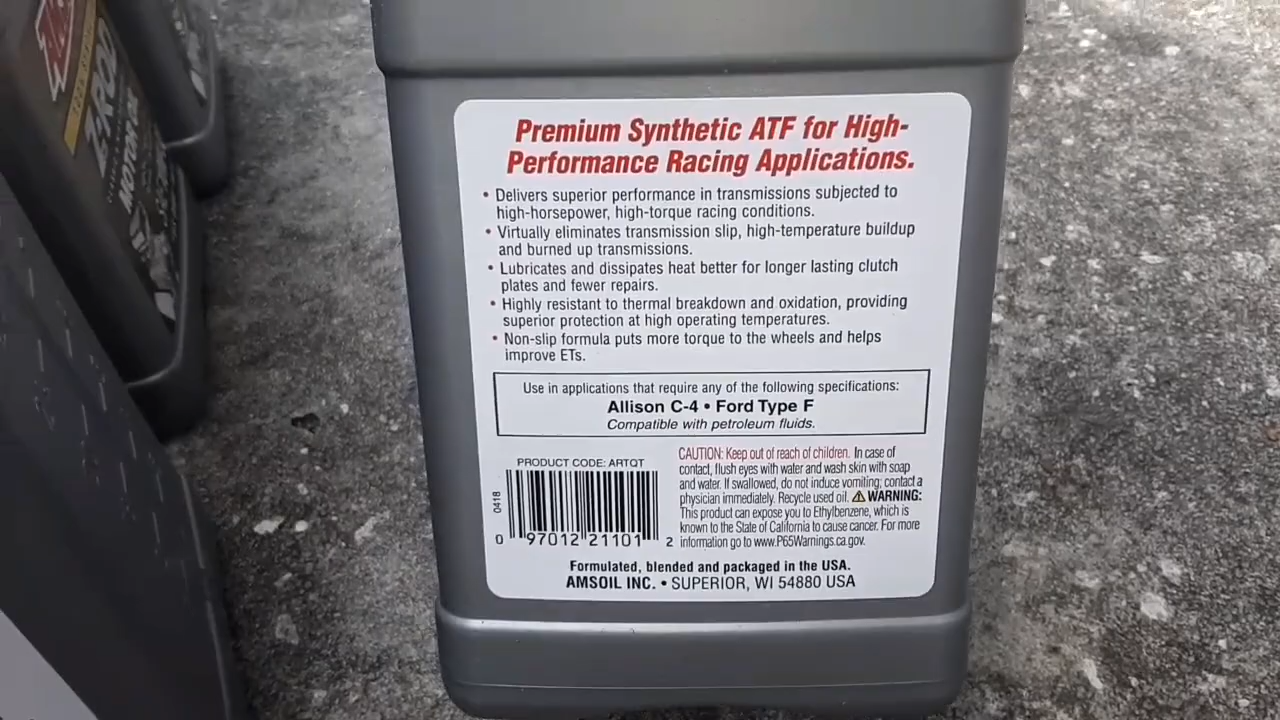 Z-ROD
MOTOR
Premium Synthetic ATF for High-
Performance Racing Applications.
• Delivers superior performance in transmissions subjected to
high-horsepower, high-torque racing conditions.
• Virtually eliminates transmission slip, high-temperature buildup
and burned up transmissions.
• Lubricates and dissipates heat better for longer lasting clutch
plates and fewer repairs.
• Highly resistant to thermal breakdown and oxidation, providing
superior protection at high operating temperatures.
• Non-slip formula puts more torque to the wheels and helps
improve ETs.
Use in applications that require any of the following specifications:
Allison C-4 • Ford Type F
Compatible with petroleum fluids.
PRODUCT CODE: ARTQT
0418
0 97012 21101 2
CAUTION: Keep out of reach of children. In case of
contact, flush eyes with water and wash skin with soap
and water. If swallowed, do not induce vomiting; contact a
physician immediately. Recycle used oil. ⚠ WARNING:
This product can expose you to Ethylbenzene, which is
known to the State of California to cause cancer. For more
information go to www.P65Warnings.ca.gov.
Formulated, blended and packaged in the USA.
AMSOIL INC. • SUPERIOR, WI 54880 USA